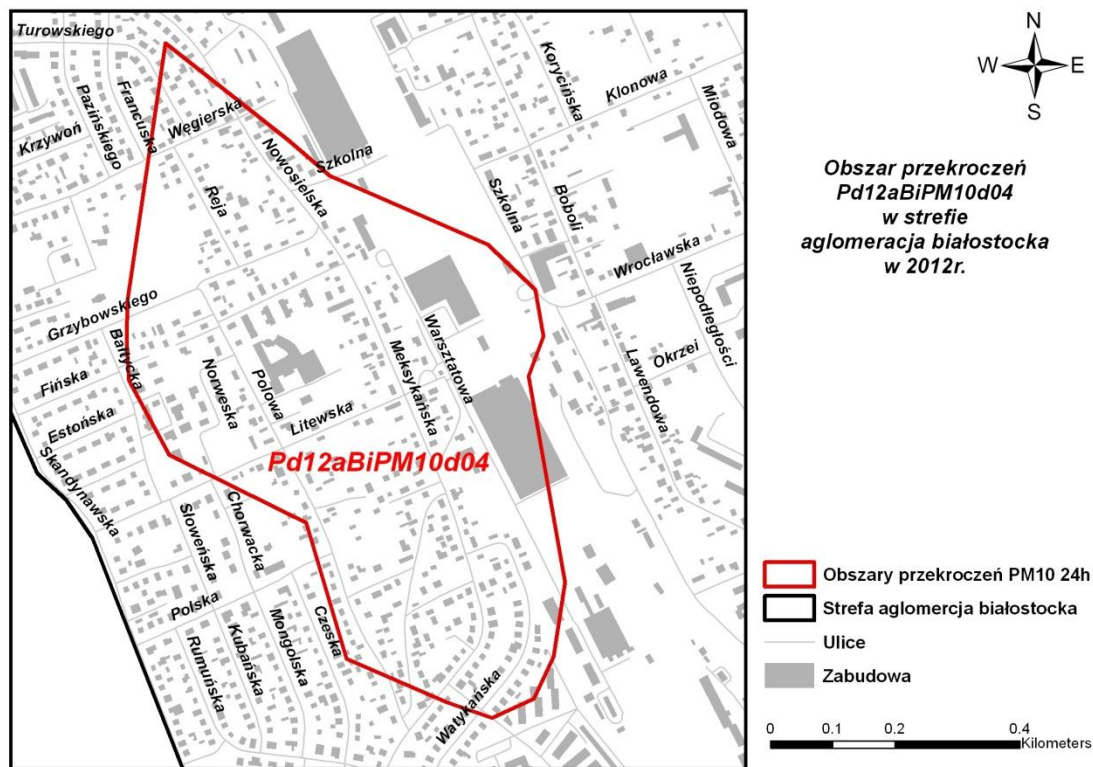 Turowskiego
Pazińskiego
Francuska
Krzywoń
Węgierska
Nowosielska
Szkolna
Reja
Korycińska
Klonowa
Miodowa
Szkolna
Boboli
Wrocławska
Niepodległości
Grzybowskiego
Bałtycka
Fińska
Estońska
Norweska
Polowa
Litewska
Meksykańska
Warsztatowa
Okrzei
Lawendowa
Skandynawska
Pd12aBiPM10d04
Chorwacka
Słoweńska
Polska
Rumuńska
Kubańska
Mongolska
Czeska
Watykańska
N
W E
S
Obszar przekroczeń
Pd12aBiPM10d04
w strefie
aglomeracja białostocka
w 2012r.
Obszary przekroczeń PM10 24h
Strefa aglomercja białostocka
Ulice
Zabudowa
0 0.1 0.2 0.4
Kilometers